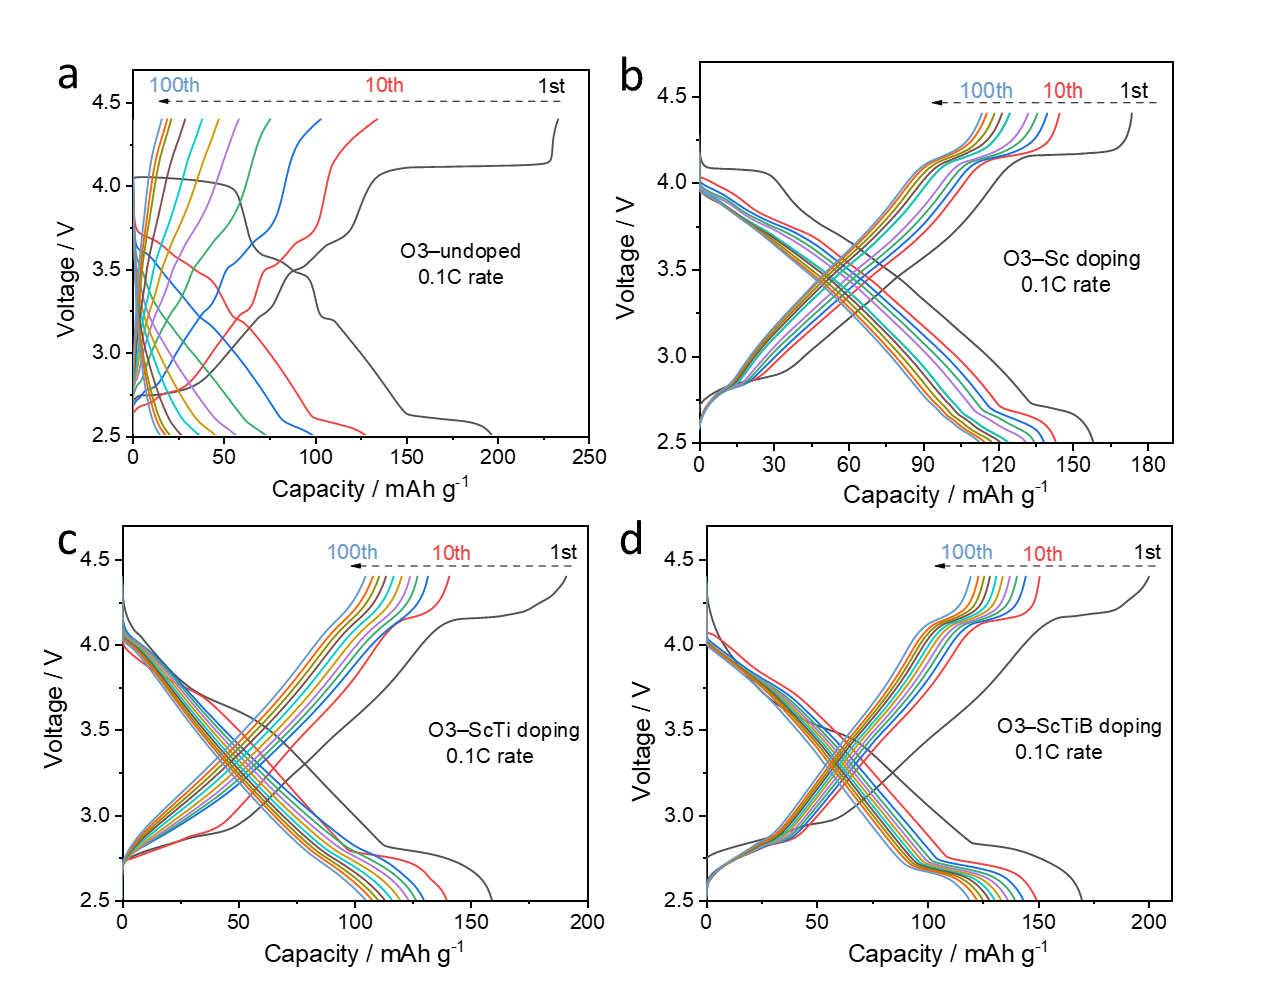 a
100th 10th 1st
4.5
4.0
3.5
3.0
2.5
Voltage / V
O3–undoped
0.1C rate
0 50 100 150 200 250
Capacity / mAh g⁻¹
b
100th 10th 1st
4.5
4.0
3.5
3.0
2.5
Voltage / V
O3–Sc doping
0.1C rate
0 30 60 90 120 150 180
Capacity / mAh g⁻¹
c
100th 10th 1st
4.5
4.0
3.5
3.0
2.5
Voltage / V
O3–ScTi doping
0.1C rate
0 50 100 150 200
Capacity / mAh g⁻¹
d
100th 10th 1st
4.5
4.0
3.5
3.0
2.5
Voltage / V
O3–ScTiB doping
0.1C rate
0 50 100 150 200
Capacity / mAh g⁻¹